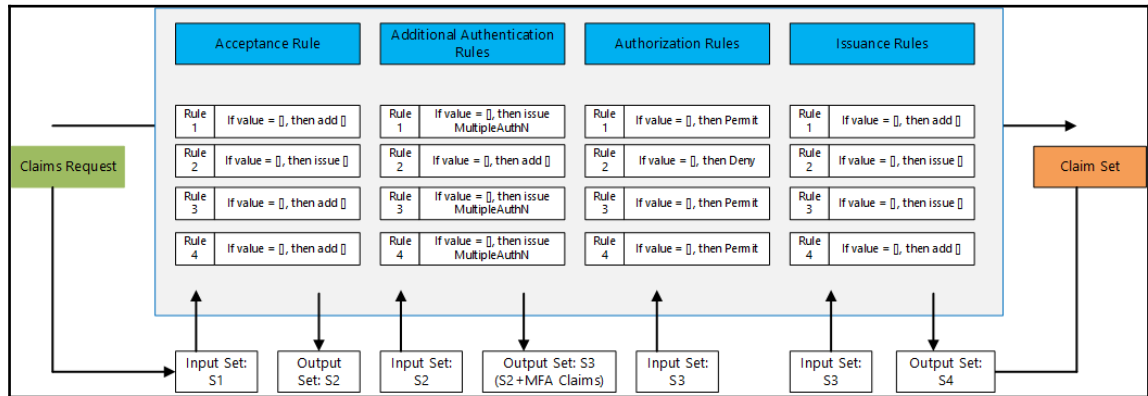 Acceptance Rule
Additional Authentication
Rules
Authorization Rules
Issuance Rules
Rule
1
If value = [], then add []
Rule
1
If value = [], then issue
MultipleAuthN
Rule
1
If value = [], then Permit
Rule
1
If value = [], then add []
Claims Request
Rule
2
If value = [], then issue []
Rule
2
If value = [], then add []
Rule
2
If value = [], then Deny
Rule
2
If value = [], then issue []
Claim Set
Rule
3
If value = [], then add []
Rule
3
If value = [], then issue
MultipleAuthN
Rule
3
If value = [], then Permit
Rule
3
If value = [], then issue []
Rule
4
If value = [], then add []
Rule
4
If value = [], then issue
MultipleAuthN
Rule
4
If value = [], then Permit
Rule
4
If value = [], then add []
Input Set:
S1
Output
Set: S2
Input Set:
S2
Output Set: S3
(S2+MFA Claims)
Input Set:
S3
Input Set:
S3
Output Set:
S4